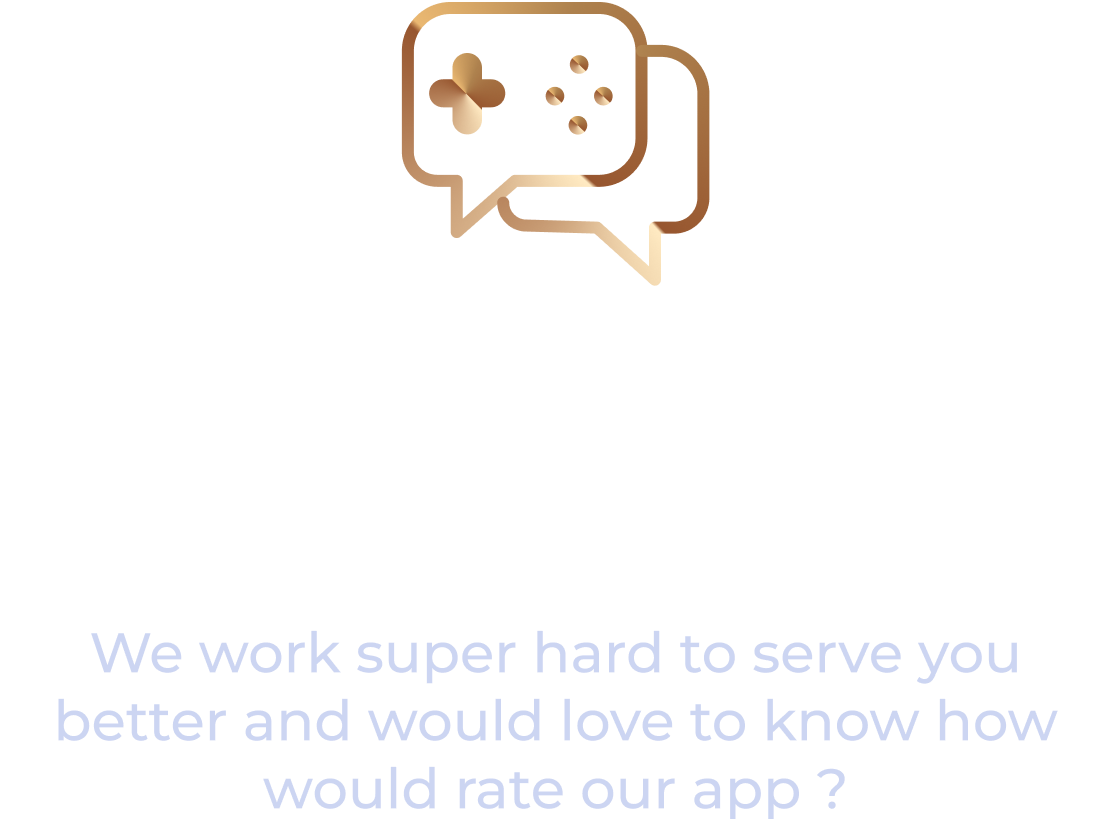 We work super hard to serve you
better and would love to know how
would rate our app ?